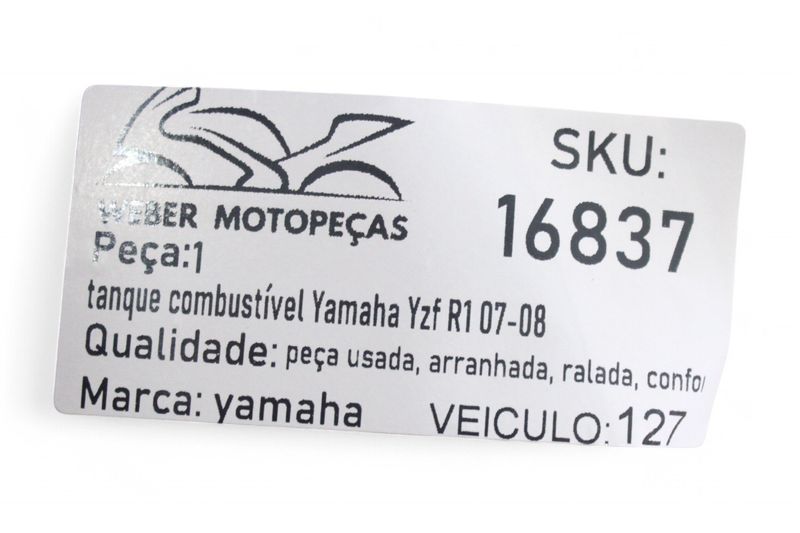 WEBER MOTOPEÇAS
SKU:
16837
Peça:1
tanque combustível Yamaha Yzf R1 07-08
Qualidade: peça usada, arranhada, ralada, confo
Marca: yamaha
VEICULO:127